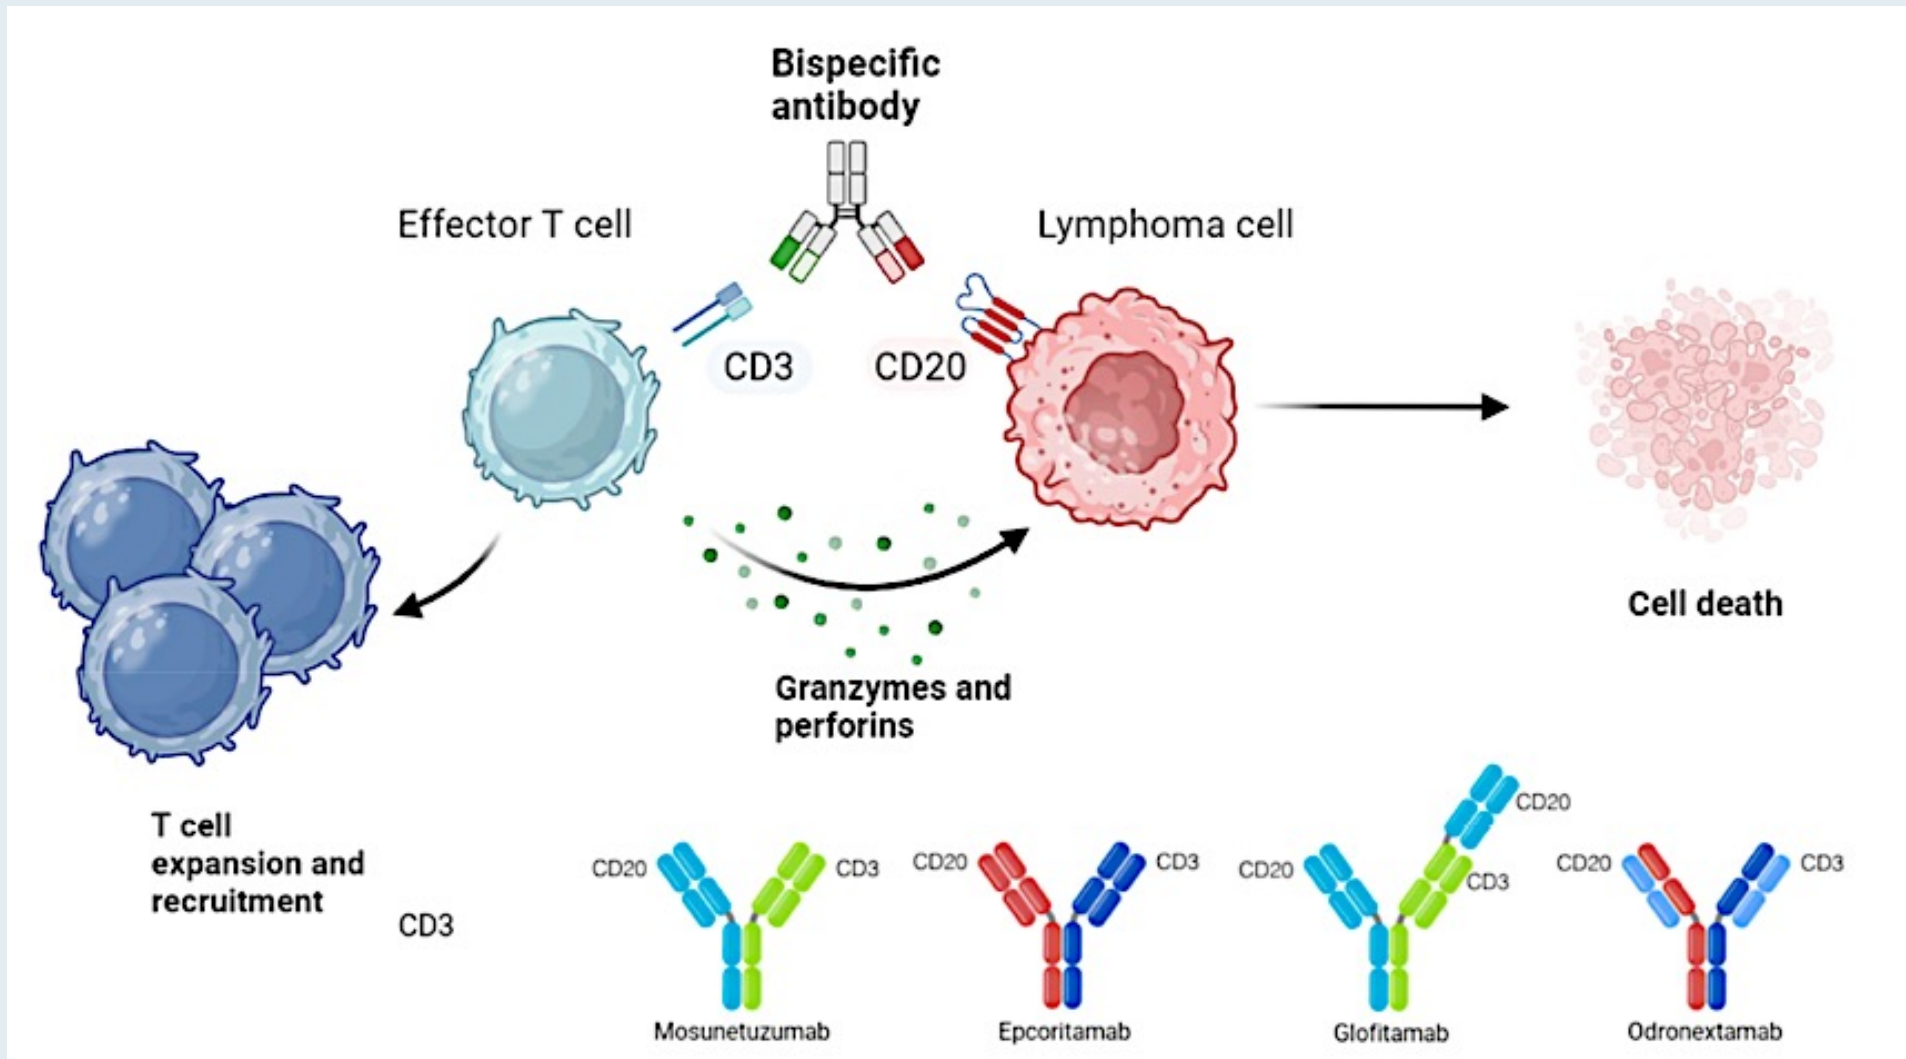 Bispecific
antibody
Effector T cell
Lymphoma cell
CD3
CD20
Cell death
Granzymes and
perforins
T cell
expansion and
recruitment
CD3
CD20
CD3
CD20
CD3
CD20
CD20
CD3
CD20
CD3
Mosunetuzumab
Epcoritamab
Glofitamab
Odronextamab